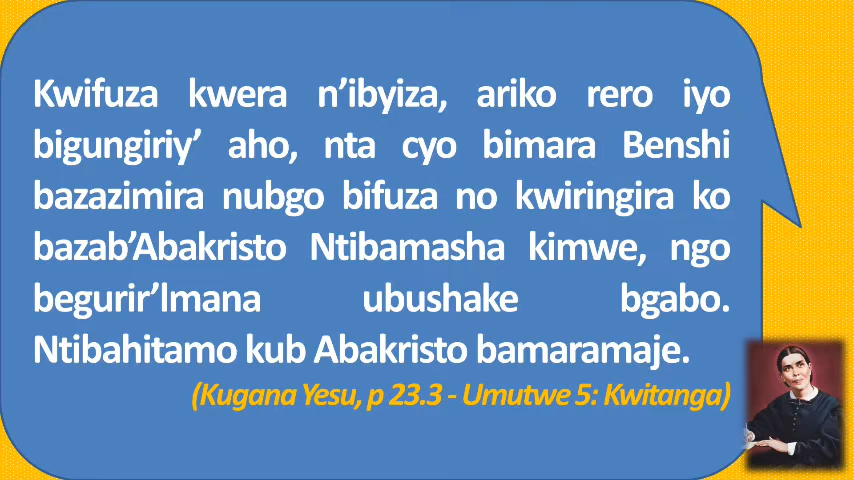 Kwifuza kwera n’ibyiza, ariko rero iyo
bigungiriy’ aho, nta cyo bimara Benshi
bazazimira nubgo bifuza no kwiringira ko
bazab’Abakristo Ntibamasha kimwe, ngo
begurir’Imana ubushake bgabo.
Ntibahitamo kub Abakristo bamaramaje.
(Kugana Yesu, p 23.3 - Umutwe 5: Kwitanga)